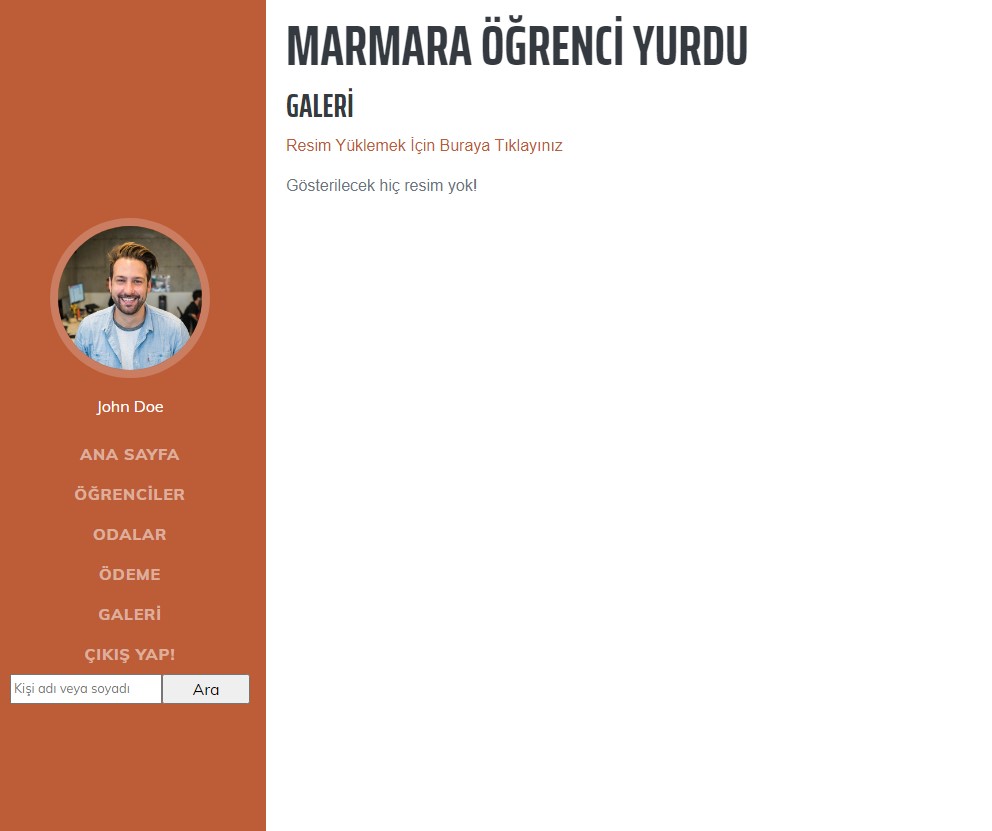 MARMARA ÖĞRENCİ YURDU
GALERİ
Resim Yüklemek İçin Buraya Tıklayınız
Gösterilecek hiç resim yok!
John Doe
ANA SAYFA
ÖĞRENCİLER
ODALAR
ÖDEME
GALERİ
ÇIKIŞ YAP!
Kişi adı veya soyadı Ara